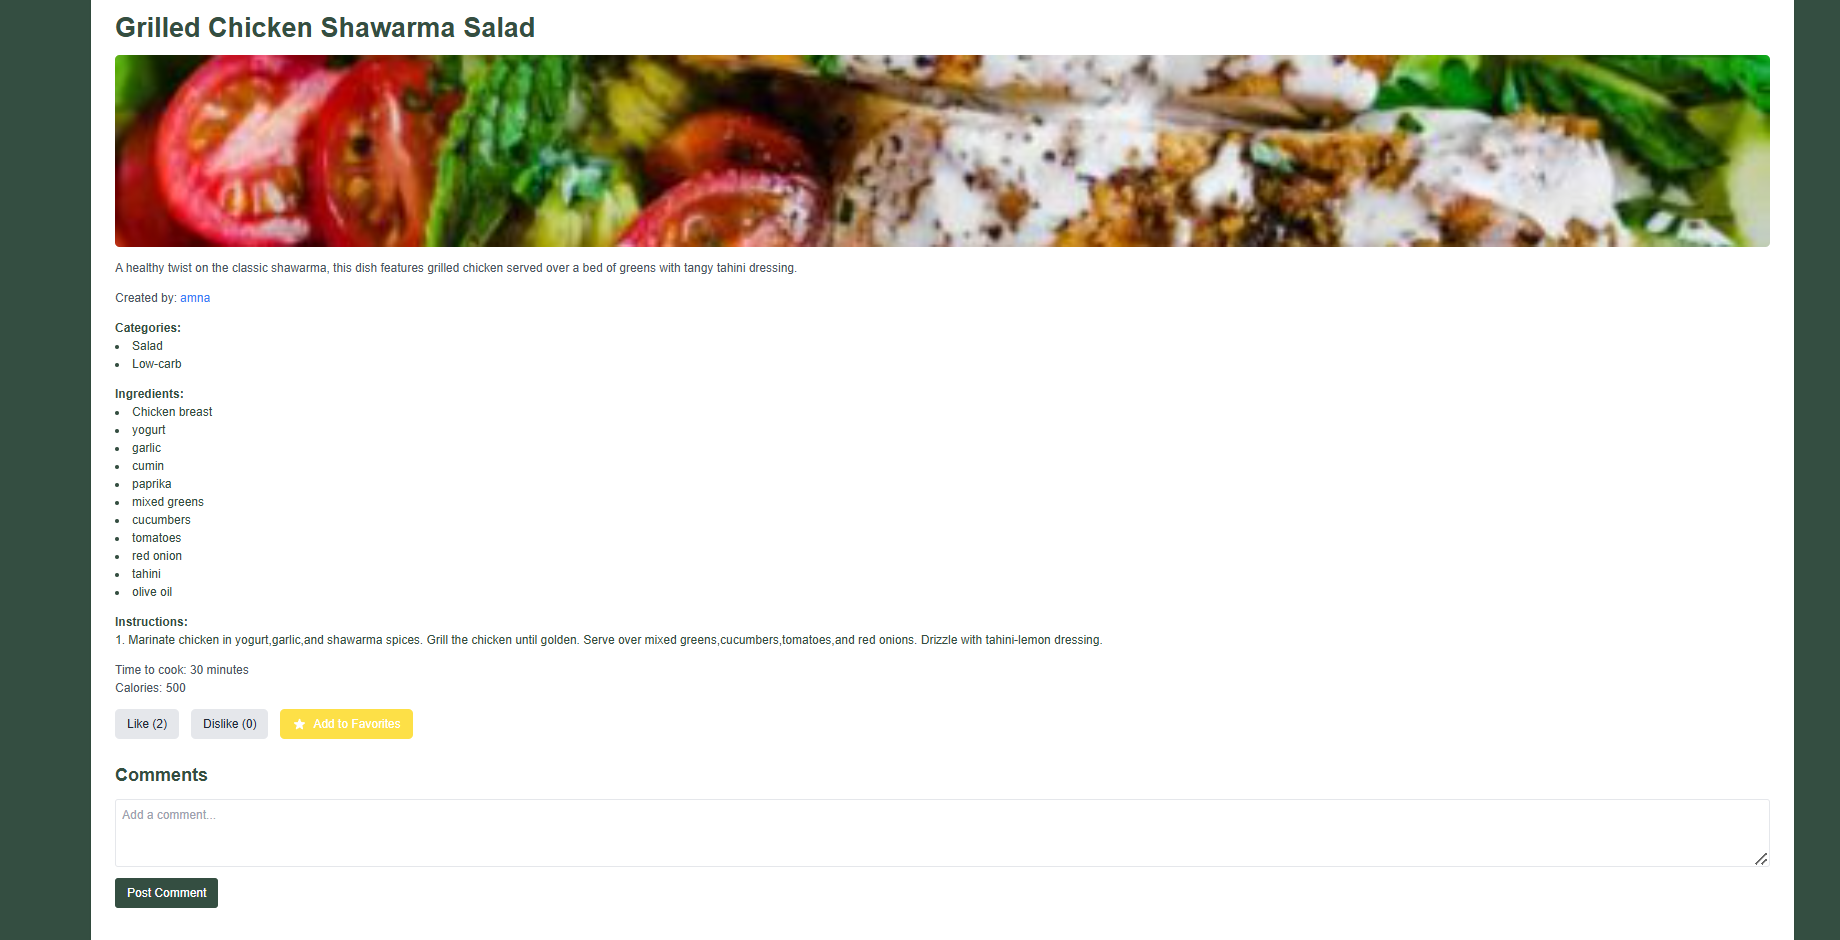 Grilled Chicken Shawarma Salad
A healthy twist on the classic shawarma, this dish features grilled chicken served over a bed of greens with tangy tahini dressing.
Created by: amna
Categories:
• Salad
• Low-carb
Ingredients:
• Chicken breast
• yogurt
• garlic
• cumin
• paprika
• mixed greens
• cucumbers
• tomatoes
• red onion
• tahini
• olive oil
Instructions:
1. Marinate chicken in yogurt,garlic,and shawarma spices. Grill the chicken until golden. Serve over mixed greens,cucumbers,tomatoes,and red onions. Drizzle with tahini-lemon dressing.
Time to cook: 30 minutes
Calories: 500
Like (2) Dislike (0) ★ Add to Favorites
Comments
Add a comment...
Post Comment